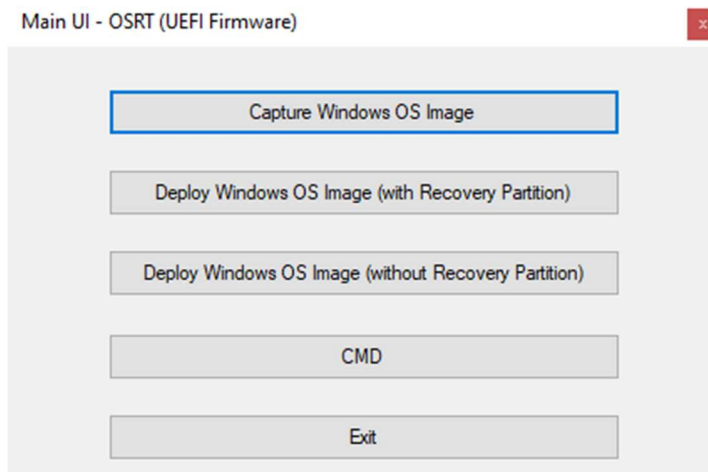 Main UI - OSRT (UEFI Firmware)
x
Capture Windows OS Image
Deploy Windows OS Image (with Recovery Partition)
Deploy Windows OS Image (without Recovery Partition)
CMD
Exit